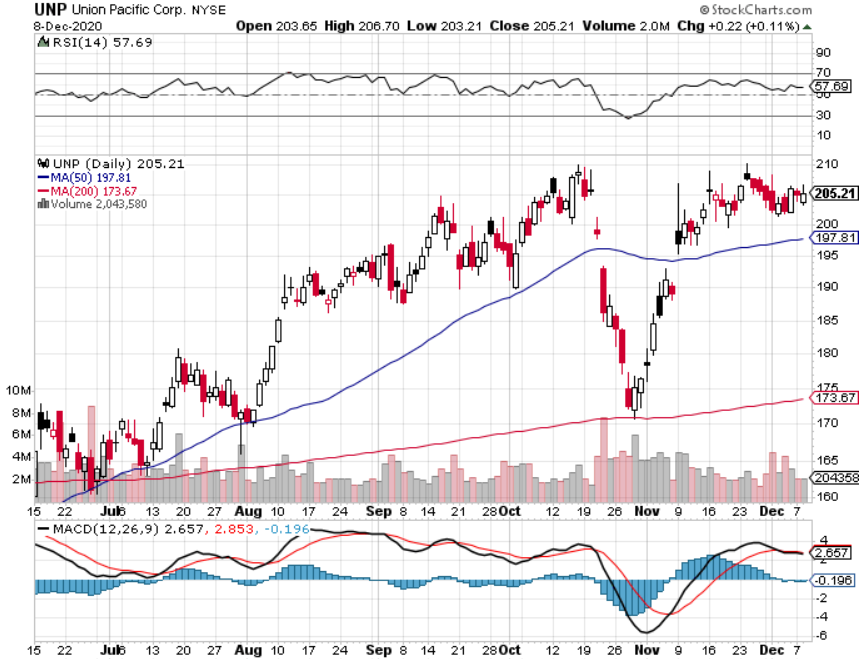 UNP Union Pacific Corp. NYSE © StockCharts.com
8-Dec-2020 Open 203.65 High 206.70 Low 203.21 Close 205.21 Volume 2.0M Chg +0.22 (+0.11%)
RSI(14) 57.69
90
70
57.69
50
30
10
UNP (Daily) 205.21
MA(50) 197.81
MA(200) 173.67
Volume 2,043,580
210
205.21
200
197.81
195
190
185
180
175
173.67
170
165
204358
160
10M
8M
6M
4M
2M
15 22 Jul6 13 20 27 Aug 10 17 24 Sep 8 14 21 28 Oct 12 19 26 Nov 9 16 23 Dec 7
MACD(12,26,9) 2.657, 2.853, -0.196
4
2.657
2
-0.196
-2
-4
-6
15 22 Jul6 13 20 27 Aug 10 17 24 Sep 8 14 21 28 Oct 12 19 26 Nov 9 16 23 Dec 7